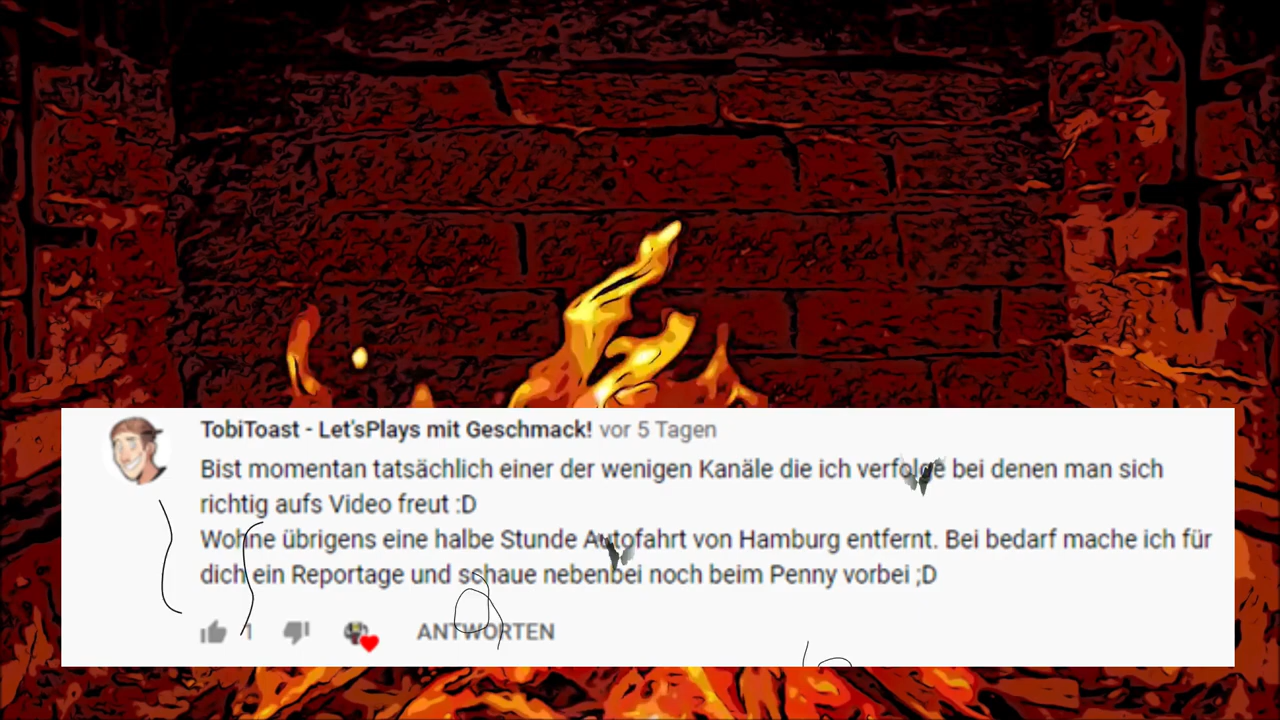 TobiToast - Let'sPlays mit Geschmack! vor 5 Tagen
Bist momentan tatsächlich einer der wenigen Kanäle die ich verfolge bei denen man sich
richtig aufs Video freut :D
Wohne übrigens eine halbe Stunde Autofahrt von Hamburg entfernt. Bei bedarf mache ich für
dich ein Reportage und schaue nebenbei noch beim Penny vorbei ;D
1 ANTWORTEN